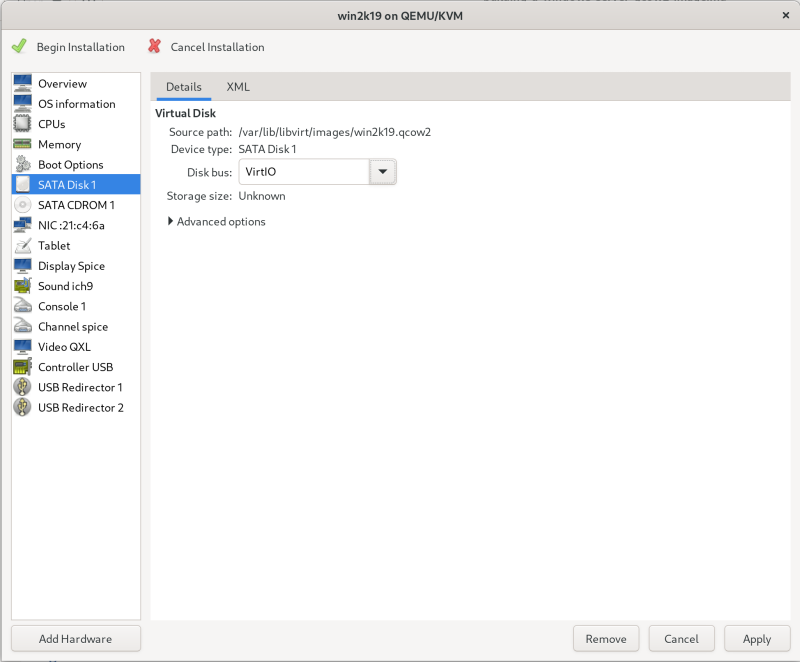 win2k19 on QEMU/KVM
Begin Installation
Cancel Installation
Overview
OS information
CPUs
Memory
Boot Options
SATA Disk 1
SATA CDROM 1
NIC :21:c4:6a
Tablet
Display Spice
Sound ich9
Console 1
Channel spice
Video QXL
Controller USB
USB Redirector 1
USB Redirector 2
Add Hardware
Details XML
Virtual Disk
Source path: /var/lib/libvirt/images/win2k19.qcow2
Device type: SATA Disk 1
Disk bus: VirtIO
Storage size: Unknown
Advanced options
Remove Cancel Apply